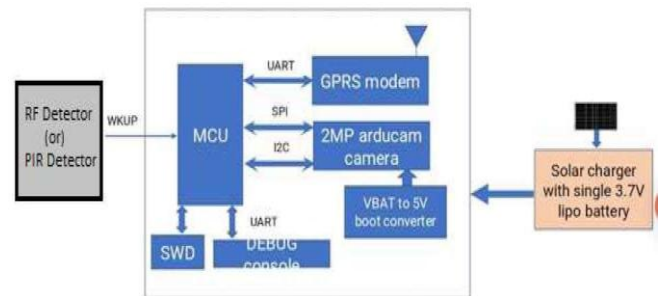 RF Detector
(or)
PIR Detector
WKUP
MCU
UART
GPRS modem
SPI
I2C
2MP arducam
camera
VBAT to 5V
boot converter
UART
SWD
DEBUG
console
Solar charger
with single 3.7V
lipo battery